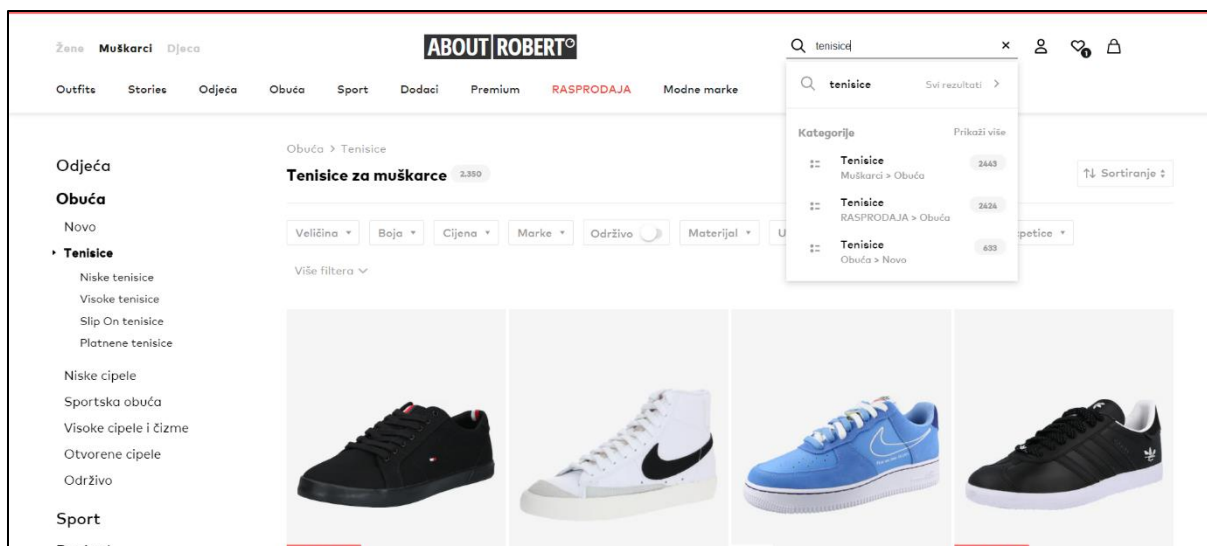 Žene Muškarci Djeca
ABOUT ROBERT
tenisice
1
Outfits Stories Odjeća Obuća Sport Dodaci Premium RASPRODAJA Modne marke
tenisice Svi rezultati
Kategorije Prikaži više
Tenisice 2443
Muškarci > Obuća
Tenisice 2424
RASPRODAJA > Obuća
Tenisice 633
Obuća > Novo
Odjeća
Obuća
Novo
Tenisice
Niske tenisice
Visoke tenisice
Slip On tenisice
Platnene tenisice
Niske cipele
Sportska obuća
Visoke cipele i čizme
Otvorene cipele
Održivo
Sport
Obuća > Tenisice
Tenisice za muškarce 2.350
Sortiranje
Veličina Boja Cijena Marke Održivo Materijal
Više filtera